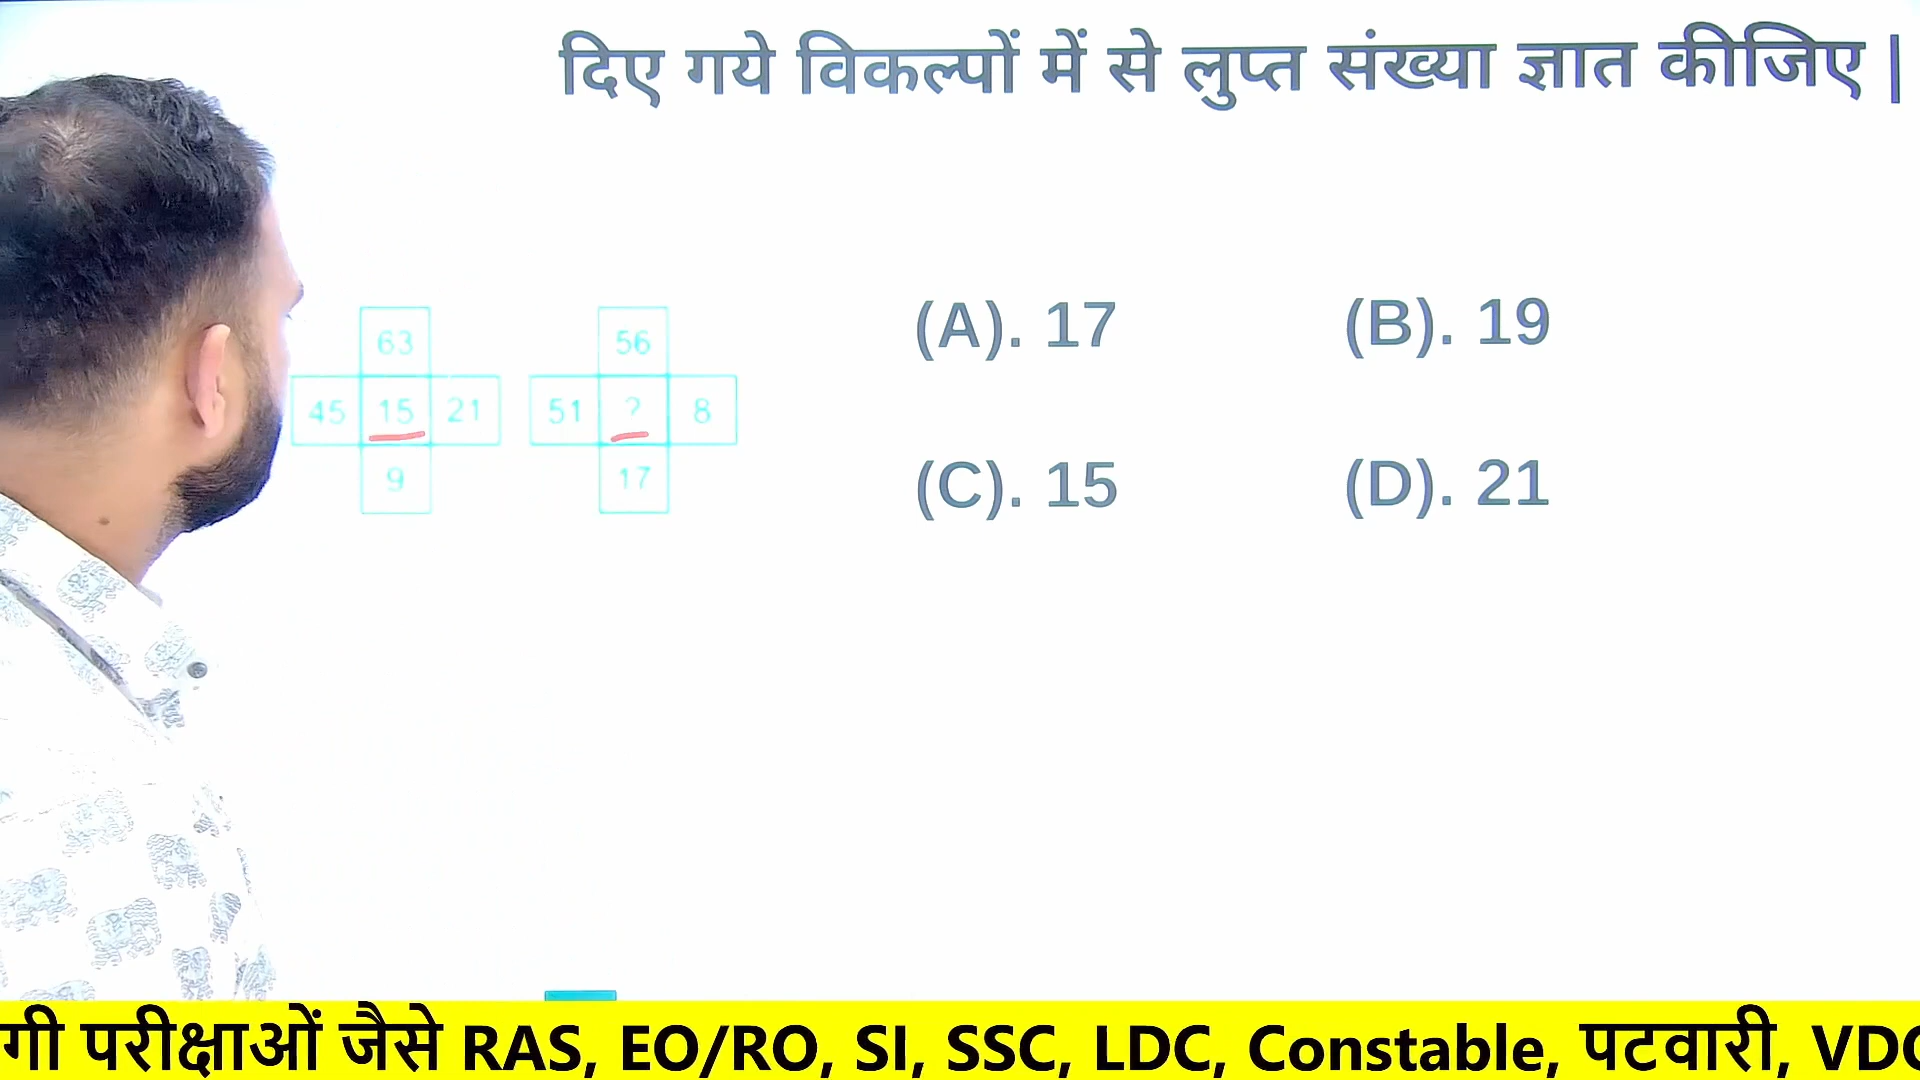 दिए गये विकल्पों में से लुप्त संख्या ज्ञात कीजिए |
63
45 15 21
9
56
51 ? 8
17
(A). 17 (B). 19
(C). 15 (D). 21
गी परीक्षाओं जैसे RAS, EO/RO, SI, SSC, LDC, Constable, पटवारी, VDO